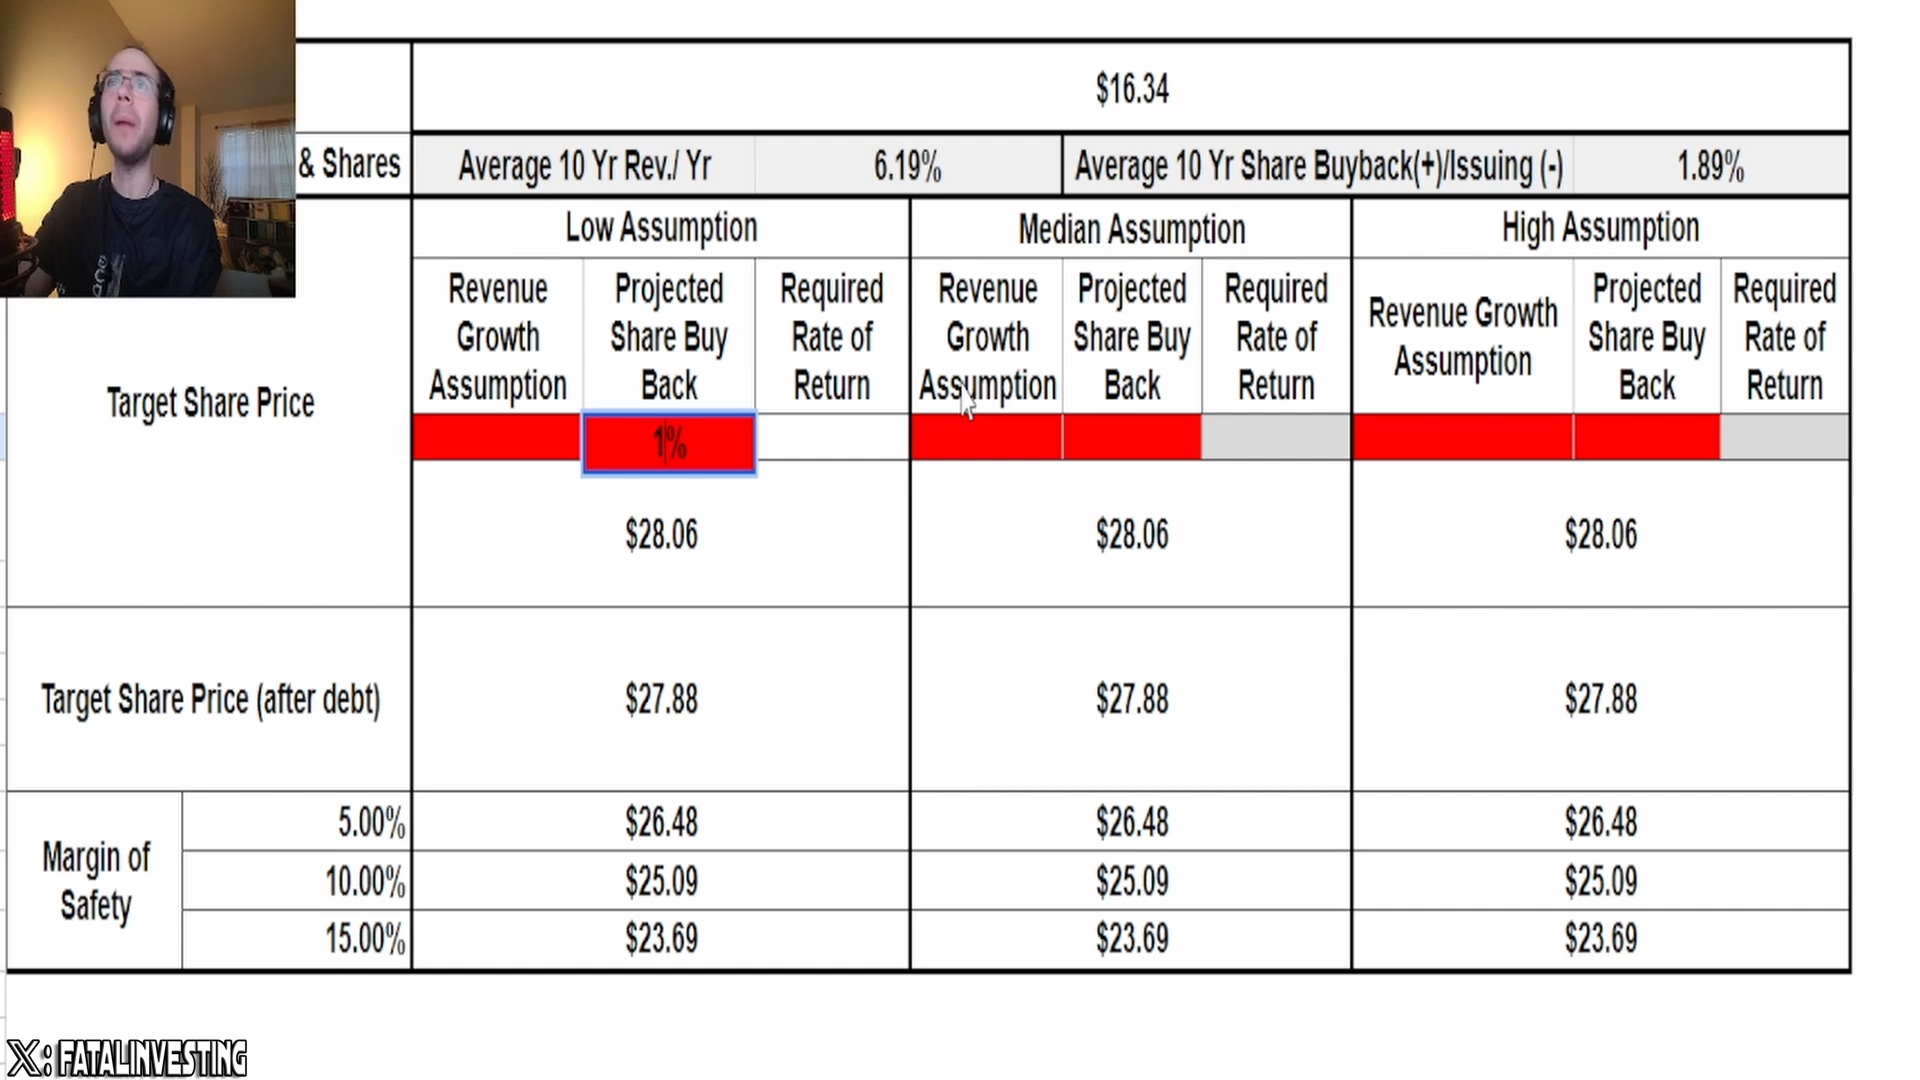 $16.34
& Shares
Average 10 Yr Rev./ Yr
6.19%
Average 10 Yr Share Buyback(+)/Issuing (-)
1.89%
Target Share Price
Low Assumption
Median Assumption
High Assumption
Revenue
Growth
Assumption
Projected
Share Buy
Back
Required
Rate of
Return
Revenue
Growth
Assumption
Projected
Share Buy
Back
Required
Rate of
Return
Revenue Growth
Assumption
Projected
Share Buy
Back
Required
Rate of
Return
1%
$28.06
$28.06
$28.06
Target Share Price (after debt)
$27.88
$27.88
$27.88
Margin of
Safety
5.00%
$26.48
$26.48
$26.48
10.00%
$25.09
$25.09
$25.09
15.00%
$23.69
$23.69
$23.69
X: FATALINVESTING